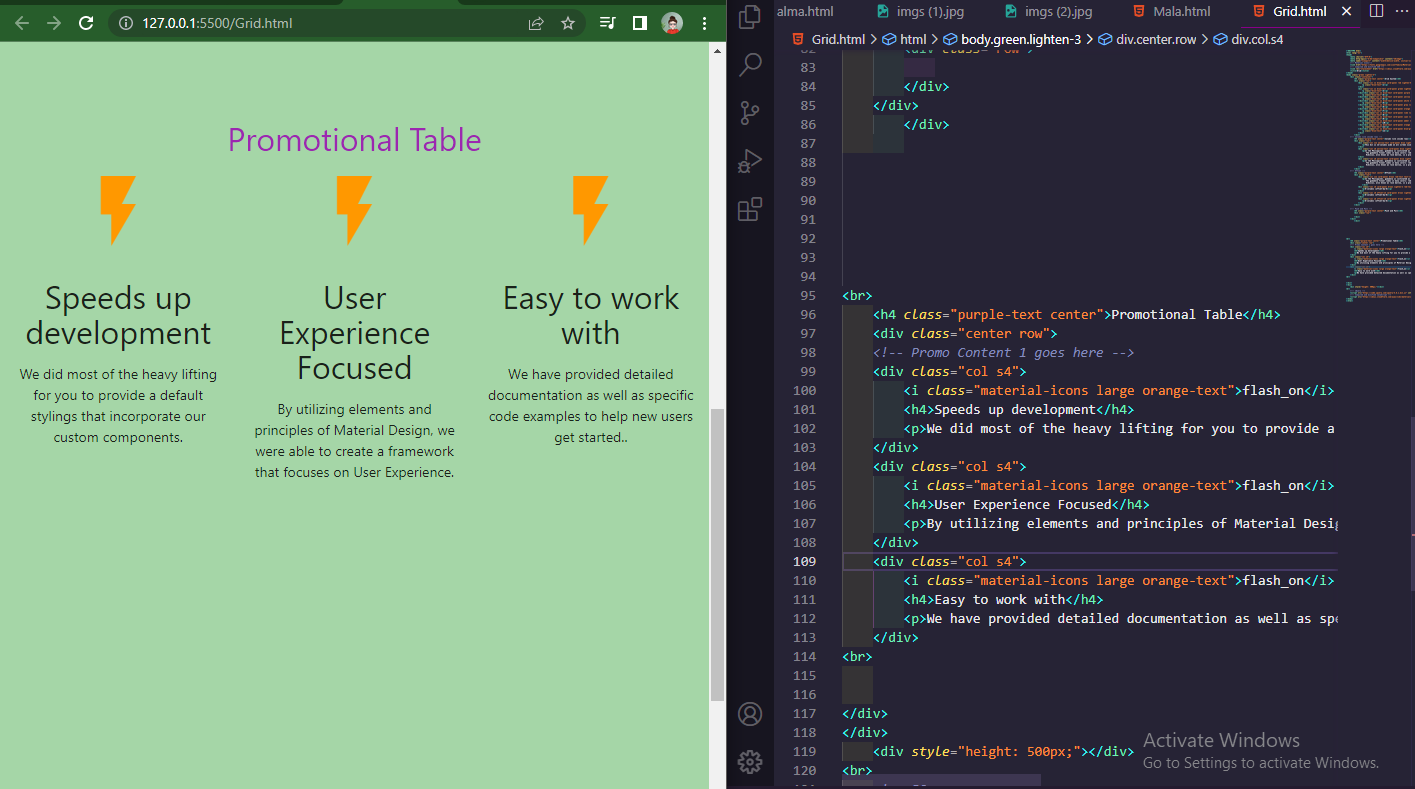 127.0.0.1:5500/Grid.html
Promotional Table
Speeds up
development
We did most of the heavy lifting
for you to provide a default
stylings that incorporate our
custom components.
User
Experience
Focused
By utilizing elements and
principles of Material Design, we
were able to create a framework
that focuses on User Experience.
Easy to work
with
We have provided detailed
documentation as well as specific
code examples to help new users
get started..
alma.html imgs (1).jpg imgs (2).jpg Mala.html Grid.html
Grid.html > html > body.green.lighten-3 > div.center.row > div.col.s4
82 <div class="row">
83
84 </div>
85 </div>
86 </div>
87
88
89
90
91
92
93
94
95 <br>
96 <h4 class="purple-text center">Promotional Table</h4>
97 <div class="center row">
98 <!-- Promo Content 1 goes here -->
99 <div class="col s4">
100 <i class="material-icons large orange-text">flash_on</i>
101 <h4>Speeds up development</h4>
102 <p>We did most of the heavy lifting for you to provide a
103 </div>
104 <div class="col s4">
105 <i class="material-icons large orange-text">flash_on</i>
106 <h4>User Experience Focused</h4>
107 <p>By utilizing elements and principles of Material Desig
108 </div>
109 <div class="col s4">
110 <i class="material-icons large orange-text">flash_on</i>
111 <h4>Easy to work with</h4>
112 <p>We have provided detailed documentation as well as spe
113 </div>
114 <br>
115
116
117 </div>
118 </div>
119 <div style="height: 500px;"></div>
120 <br>
Activate Windows
Go to Settings to activate Windows.